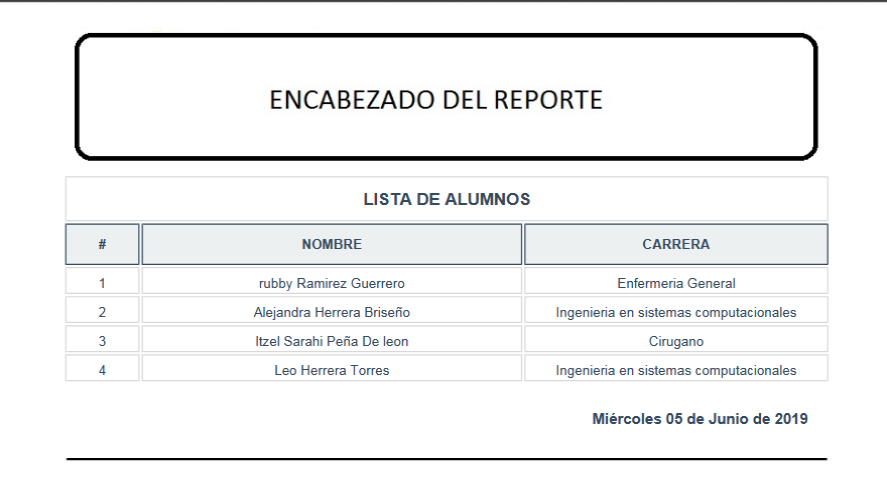 ENCABEZADO DEL REPORTE
LISTA DE ALUMNOS
# NOMBRE CARRERA
1 rubby Ramirez Guerrero Enfermeria General
2 Alejandra Herrera Briseño Ingenieria en sistemas computacionales
3 Itzel Sarahi Peña De leon Cirugano
4 Leo Herrera Torres Ingenieria en sistemas computacionales
Miércoles 05 de Junio de 2019